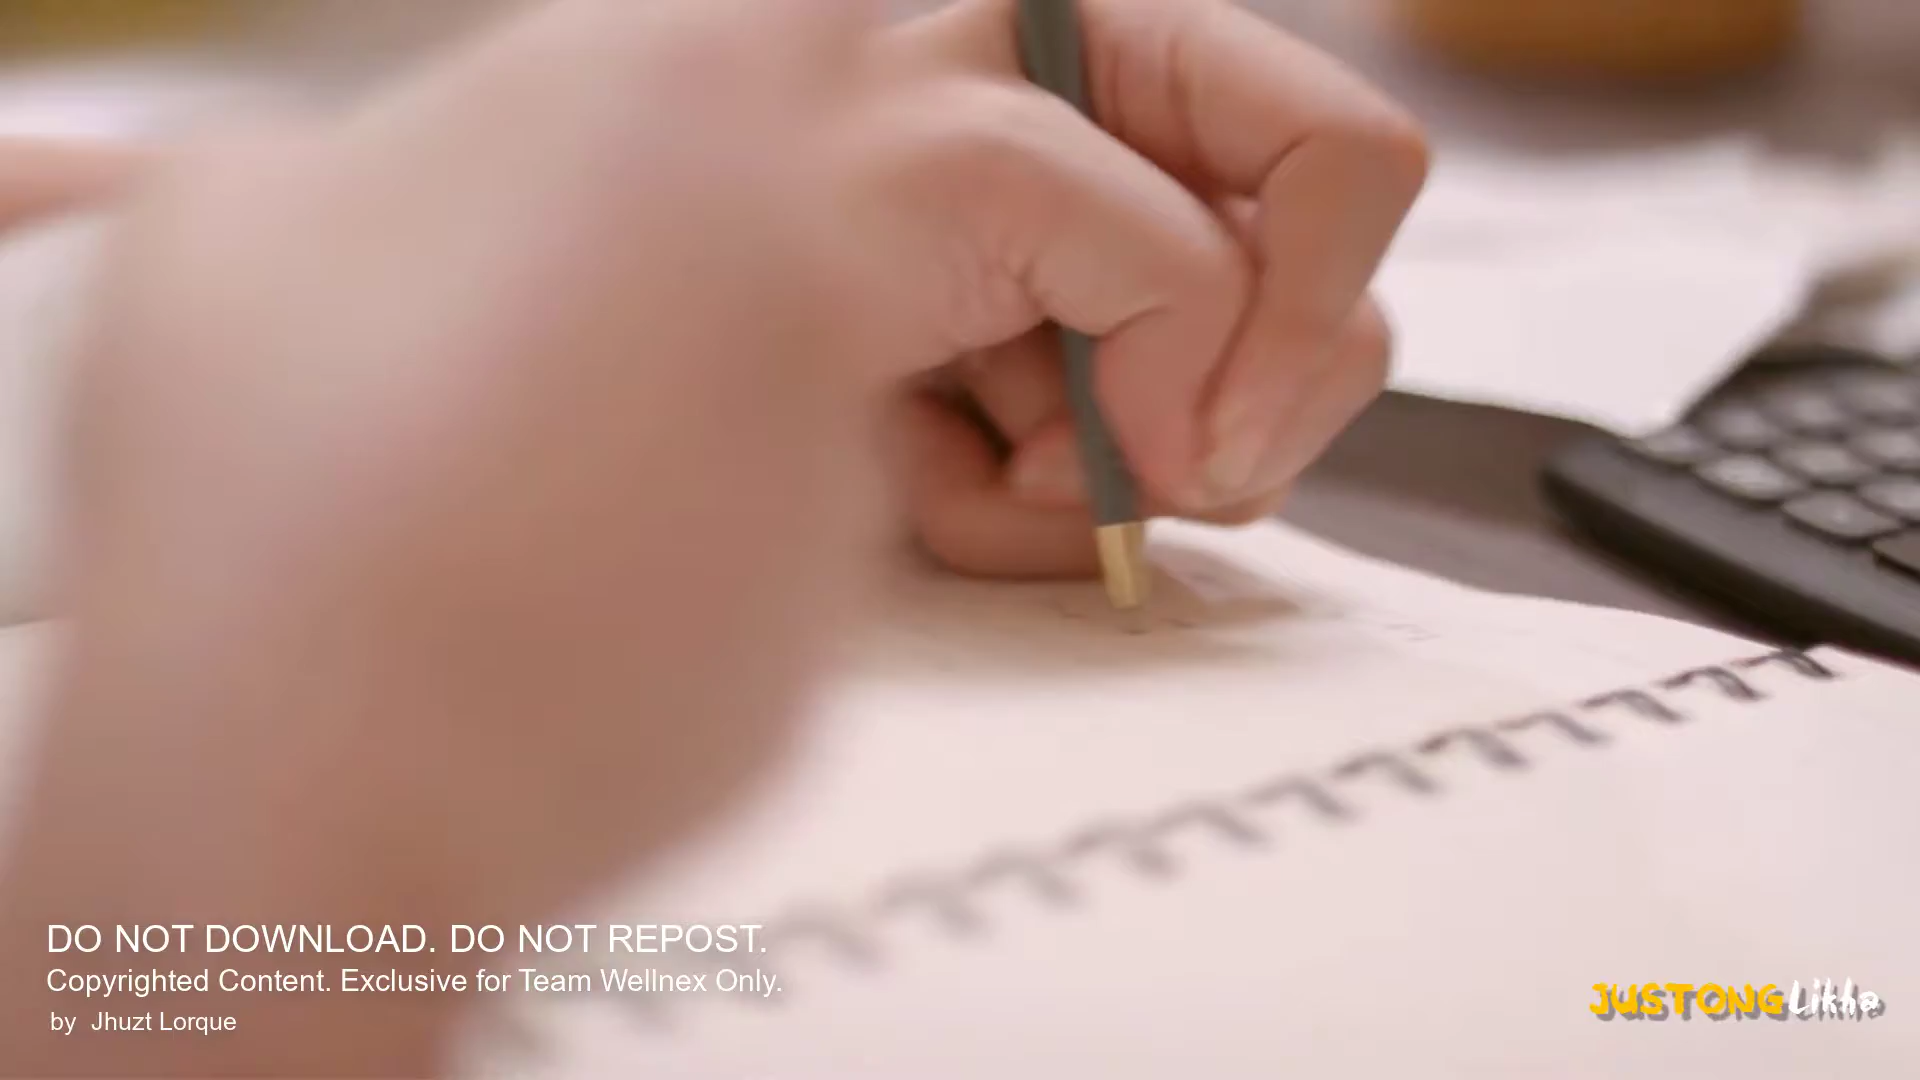 DO NOT DOWNLOAD. DO NOT REPOST.
Copyrighted Content. Exclusive for Team Wellnex Only.
by Jhuzt Lorque
JUSTONG Likha